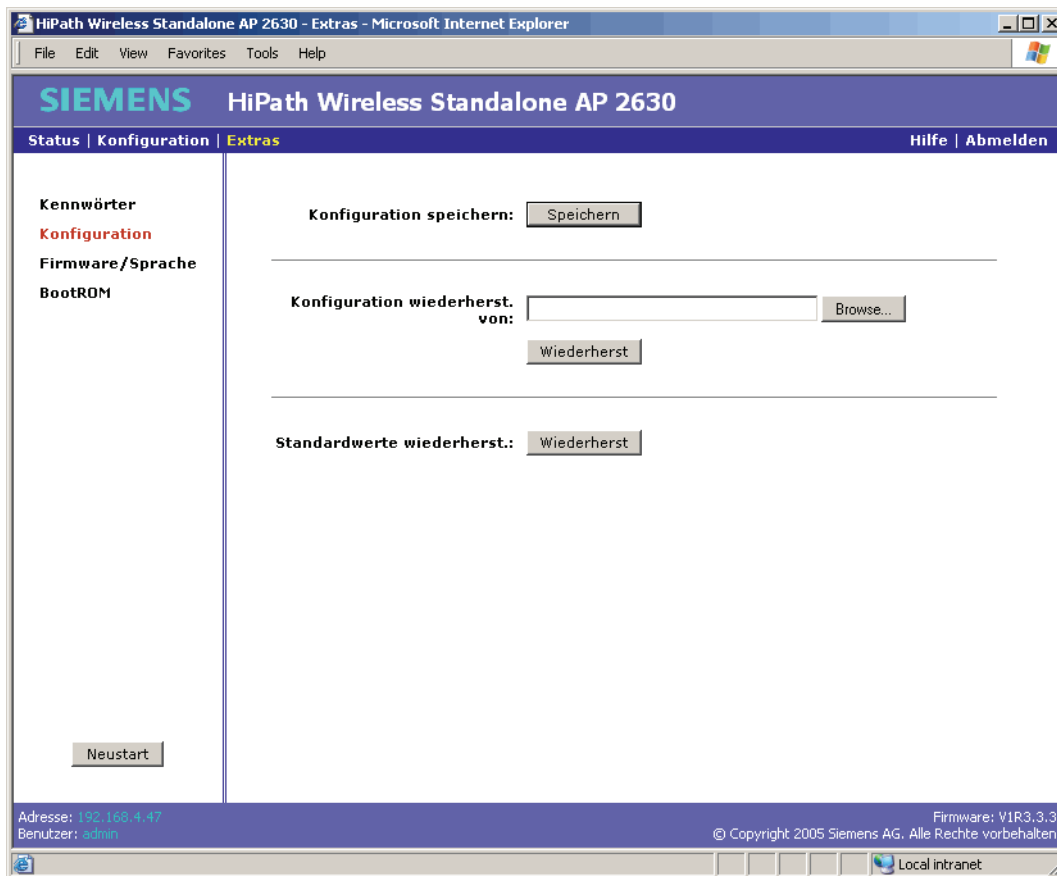 HiPath Wireless Standalone AP 2630 - Extras - Microsoft Internet Explorer
File Edit View Favorites Tools Help
SIEMENS HiPath Wireless Standalone AP 2630
Status | Konfiguration | Extras Hilfe | Abmelden
Kennwörter
Konfiguration
Firmware/Sprache
BootROM
Konfiguration speichern: Speichern
Konfiguration wiederherst. von: Browse...
Wiederherst
Standardwerte wiederherst.: Wiederherst
Neustart
Adresse: 192.168.4.47
Benutzer: admin
Firmware: V1R3.3.3
© Copyright 2005 Siemens AG. Alle Rechte vorbehalten
Local intranet